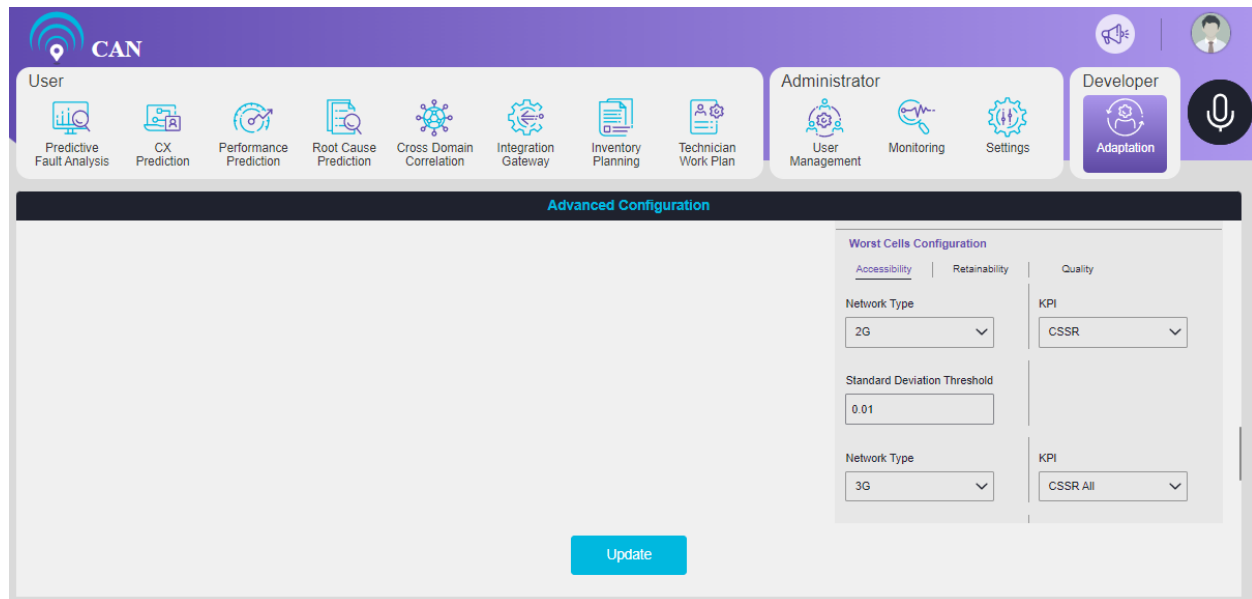 CAN
User
Administrator
Developer
Predictive
Fault Analysis
CX
Prediction
Performance
Prediction
Root Cause
Prediction
Cross Domain
Correlation
Integration
Gateway
Inventory
Planning
Technician
Work Plan
User
Management
Monitoring
Settings
Adaptation
Advanced Configuration
Worst Cells Configuration
Accessibility
Retainability
Quality
Network Type
KPI
2G
CSSR
Standard Deviation Threshold
0.01
Network Type
KPI
3G
CSSR All
Update